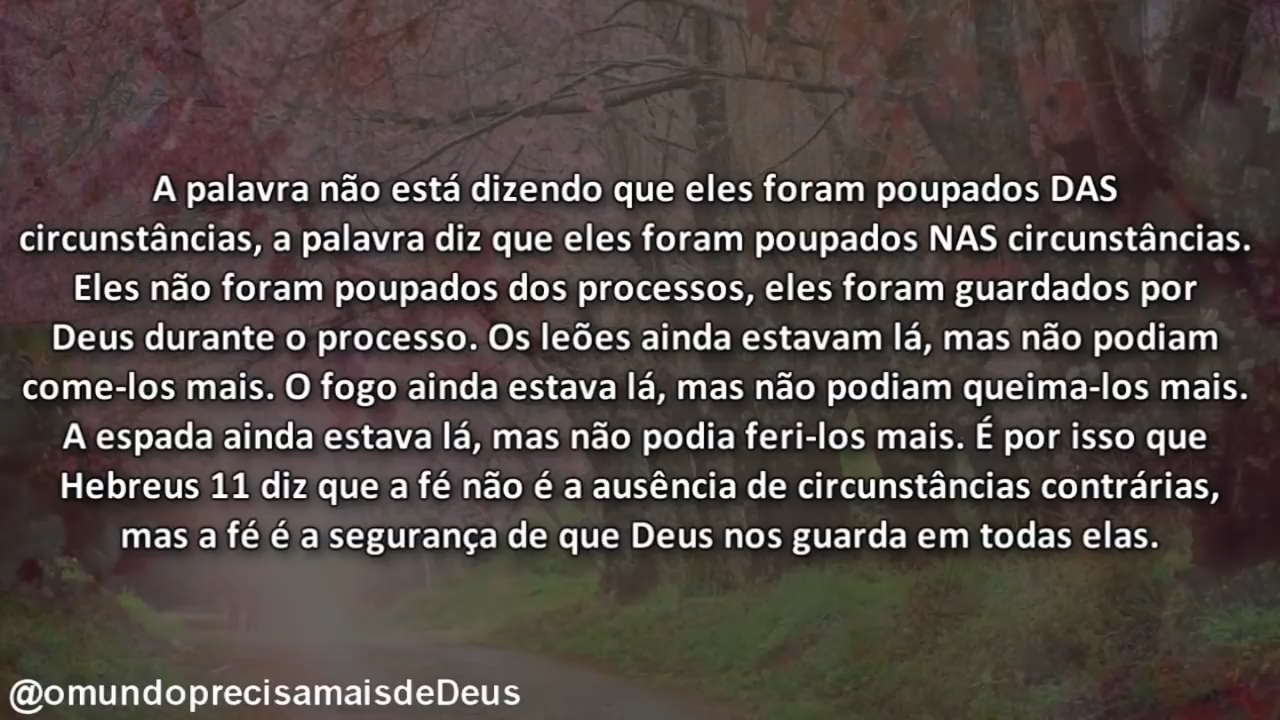 A palavra não está dizendo que eles foram poupados DAS
circunstâncias, a palavra diz que eles foram poupados NAS circunstâncias.
Eles não foram poupados dos processos, eles foram guardados por
Deus durante o processo. Os leões ainda estavam lá, mas não podiam
come-los mais. O fogo ainda estava lá, mas não podiam queima-los mais.
A espada ainda estava lá, mas não podia feri-los mais. É por isso que
Hebreus 11 diz que a fé não é a ausência de circunstâncias contrárias,
mas a fé é a segurança de que Deus nos guarda em todas elas.
@omundoprecisamaisdeDeus